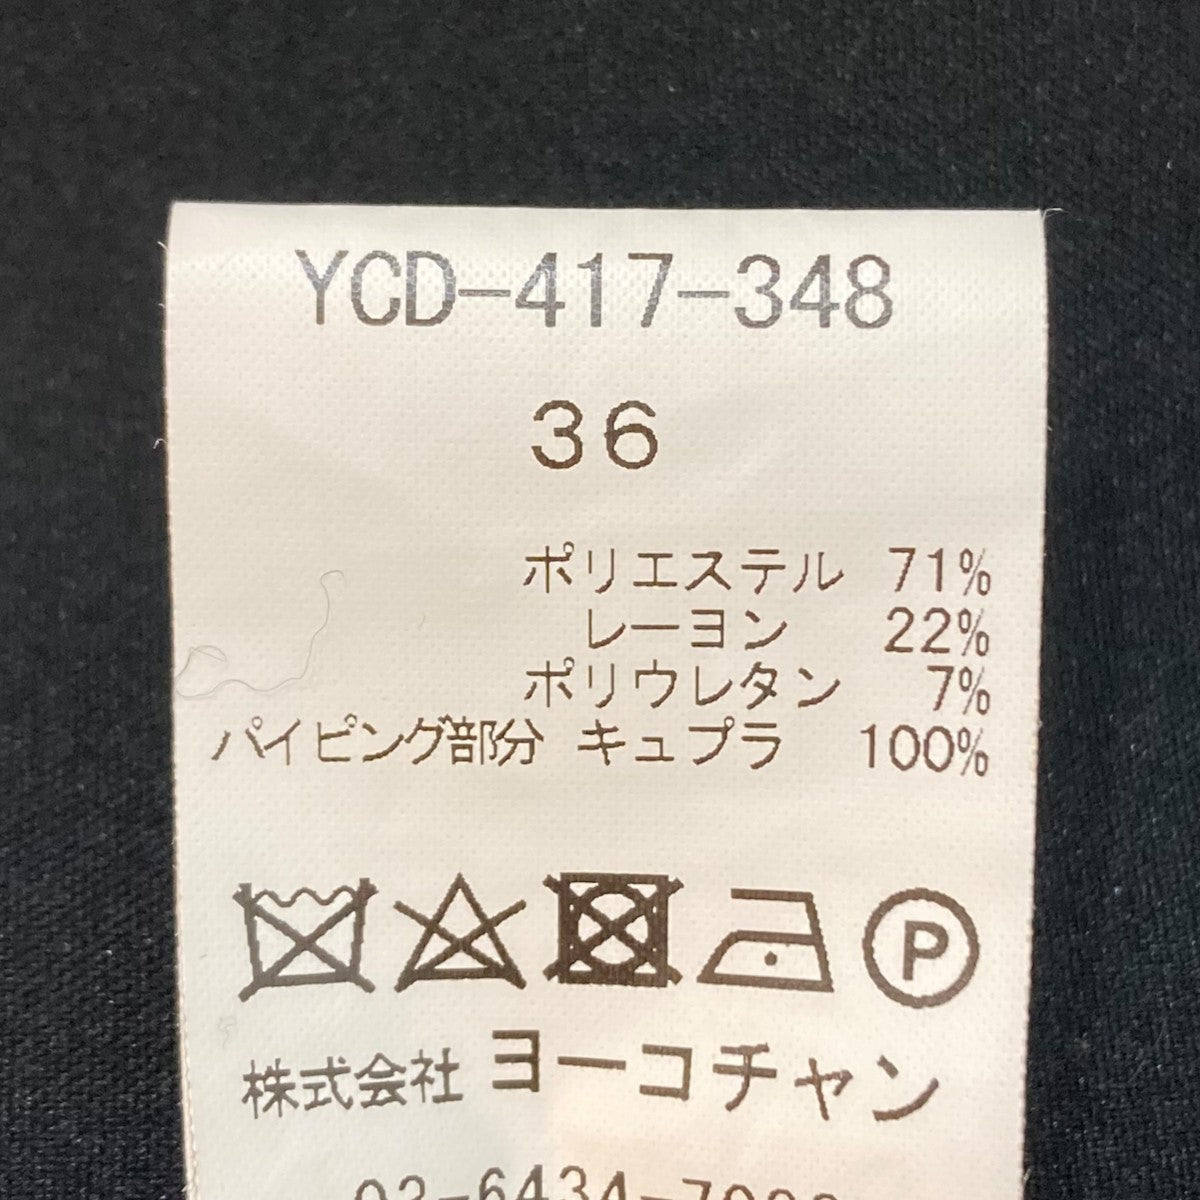 YCD-417-348
36
ポリエステル 71%
レーヨン 22%
ポリウレタン 7%
パイピング部分 キュプラ 100%
P
株式会社 ヨーコチャン
03-6434-